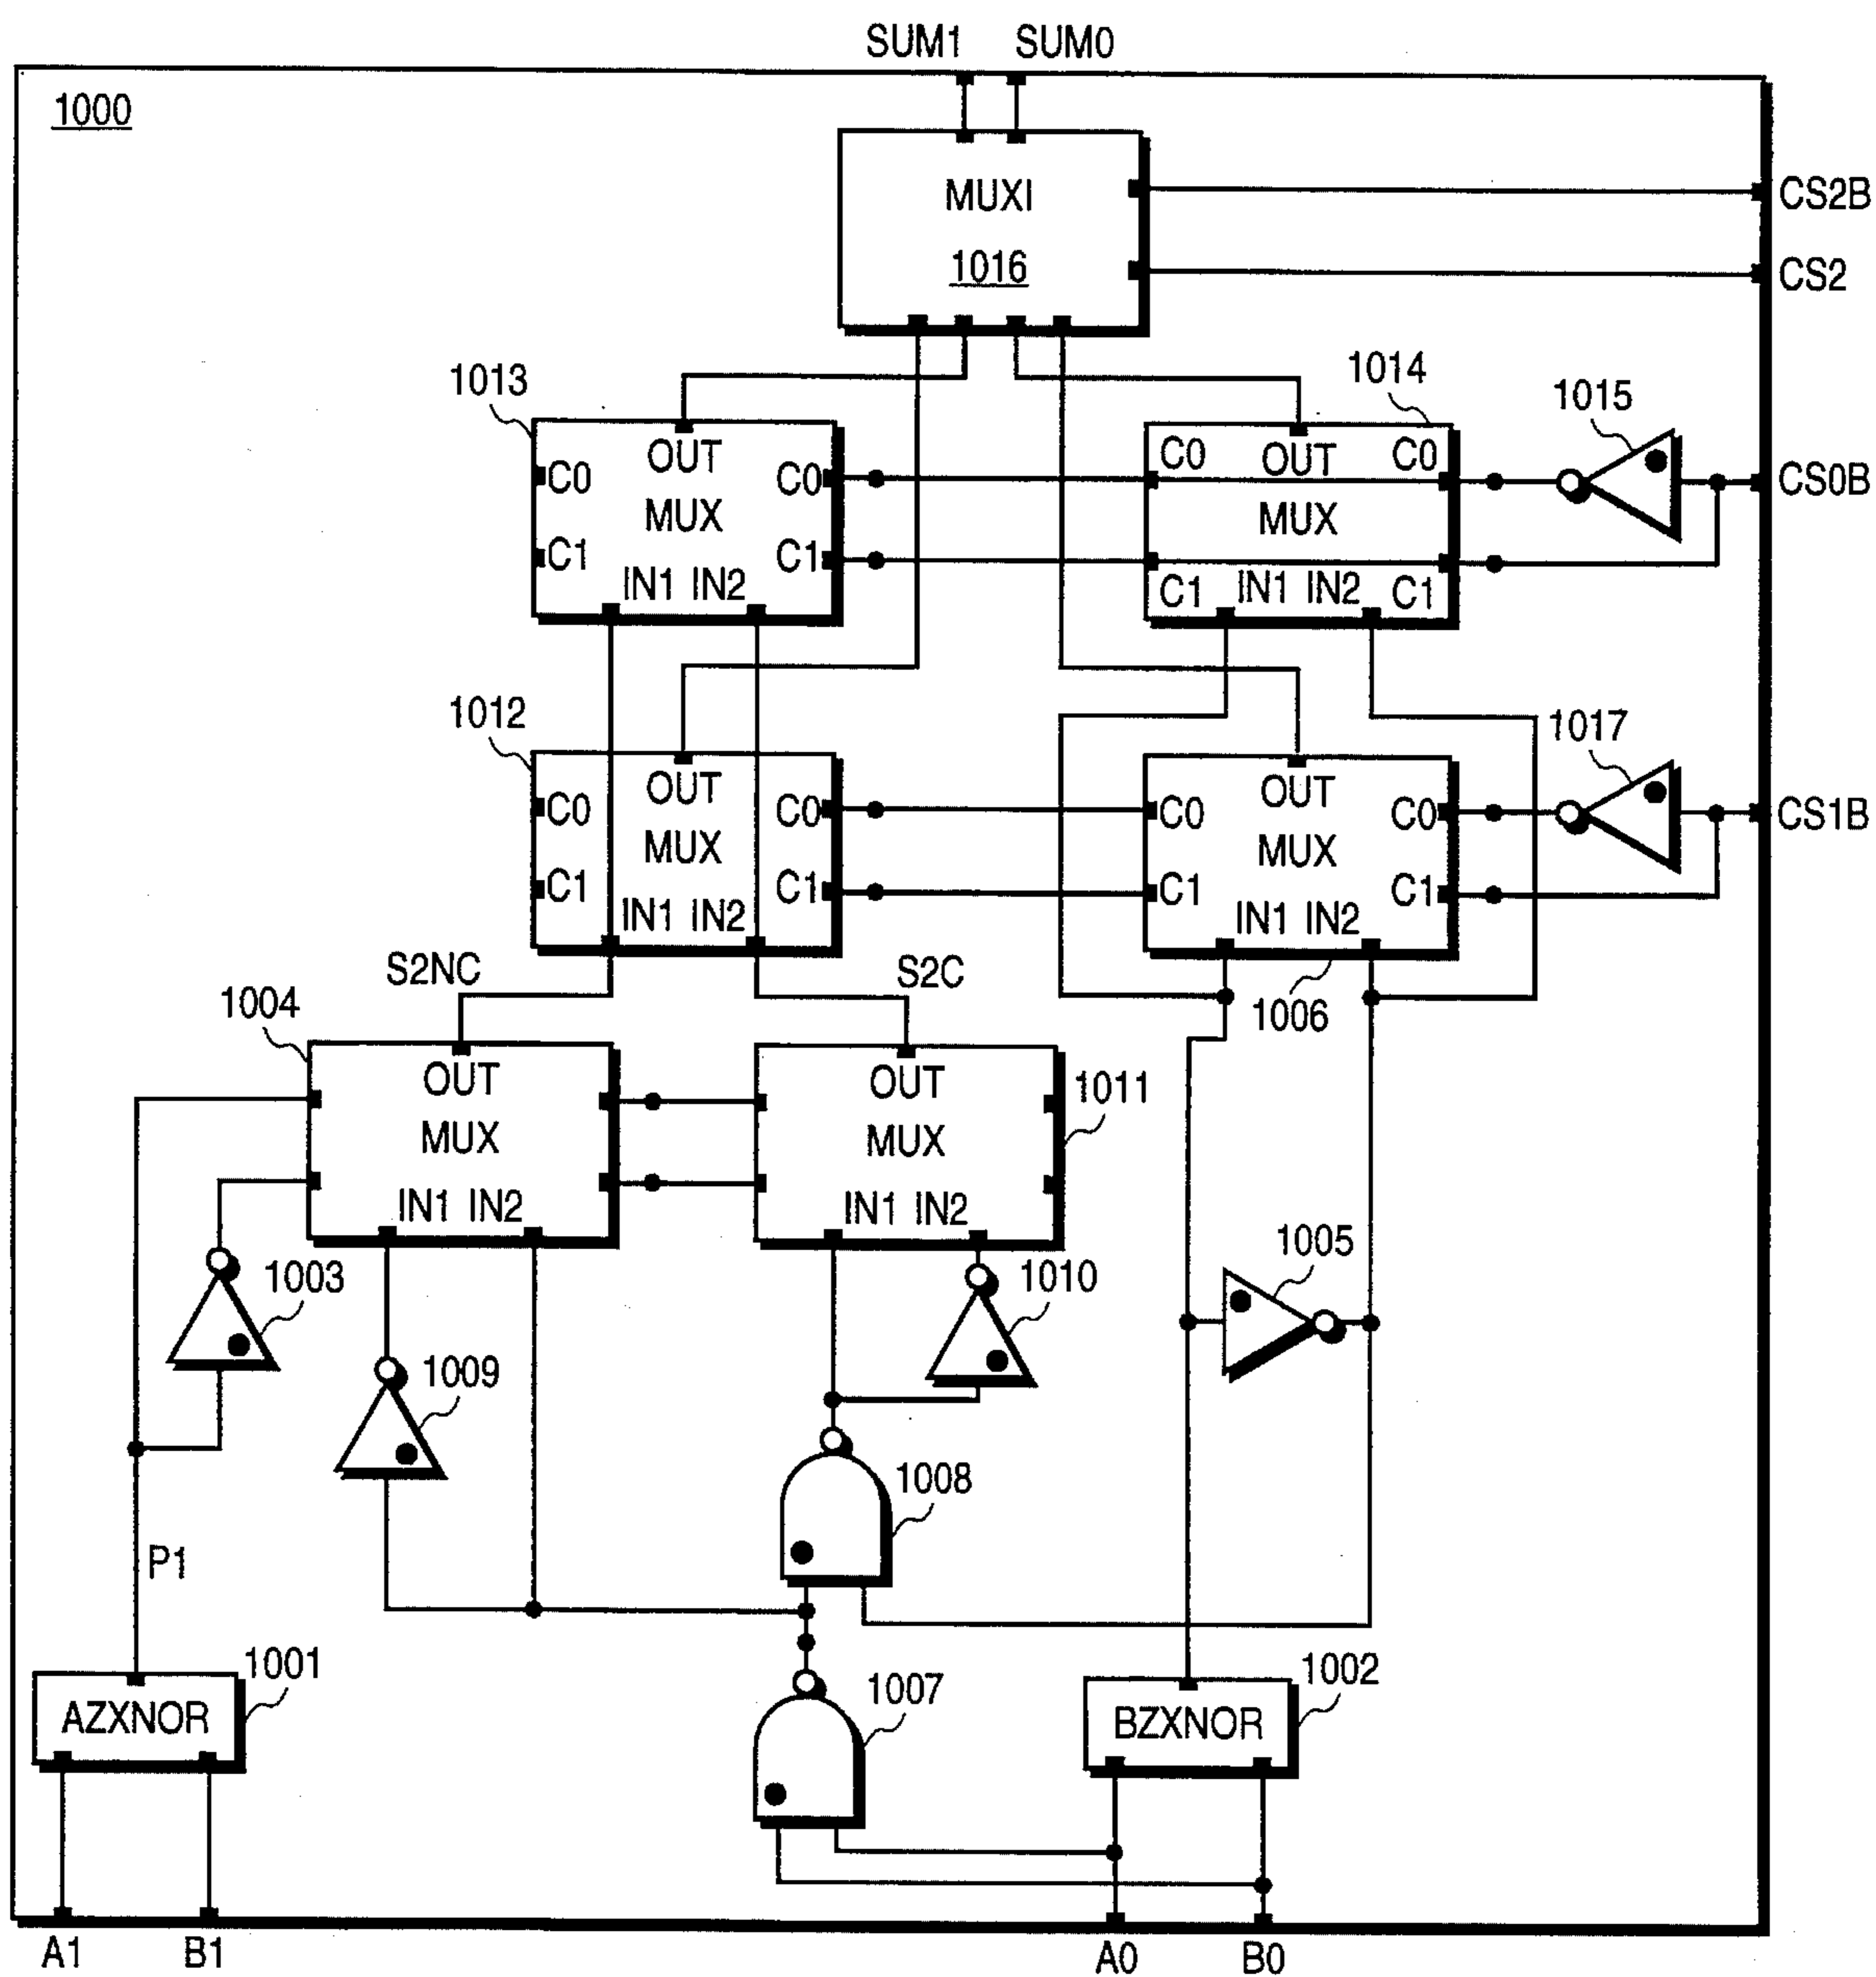 SUM1 SUM0
1000
MUXI
1016
CS2B
CS2
1013
1014
1015
OUT
C0 C0
MUX
C1 C1
IN1 IN2
C0 OUT C0
MUX
C1 IN1 IN2 C1
CS0B
1012
1017
OUT
C0 C0
MUX
C1 C1
IN1 IN2
OUT
C0 C0
MUX
C1 C1
IN1 IN2
CS1B
S2NC
S2C
1006
1004
OUT
MUX
IN1 IN2
OUT
MUX
IN1 IN2
1011
1003
1010
1005
1009
1008
P1
1001
AZXNOR
1007
1002
BZXNOR
A1 B1 A0 B0